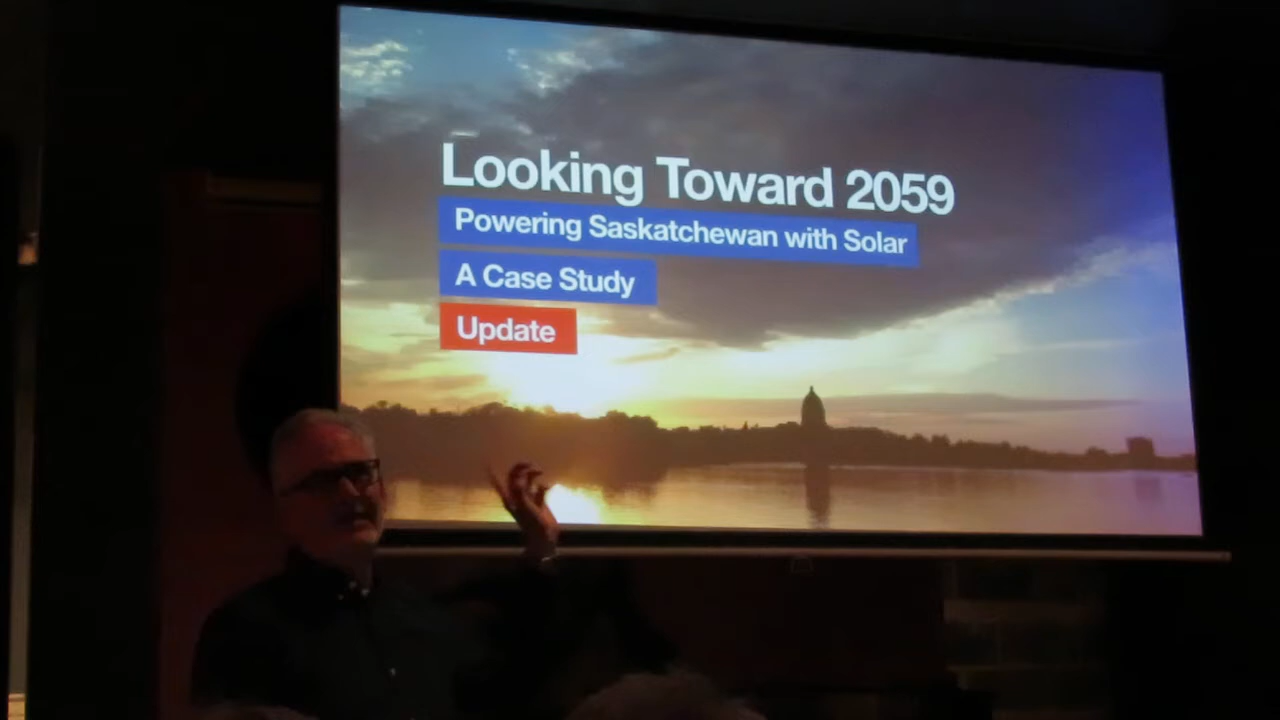 Looking Toward 2059
Powering Saskatchewan with Solar
A Case Study
Update